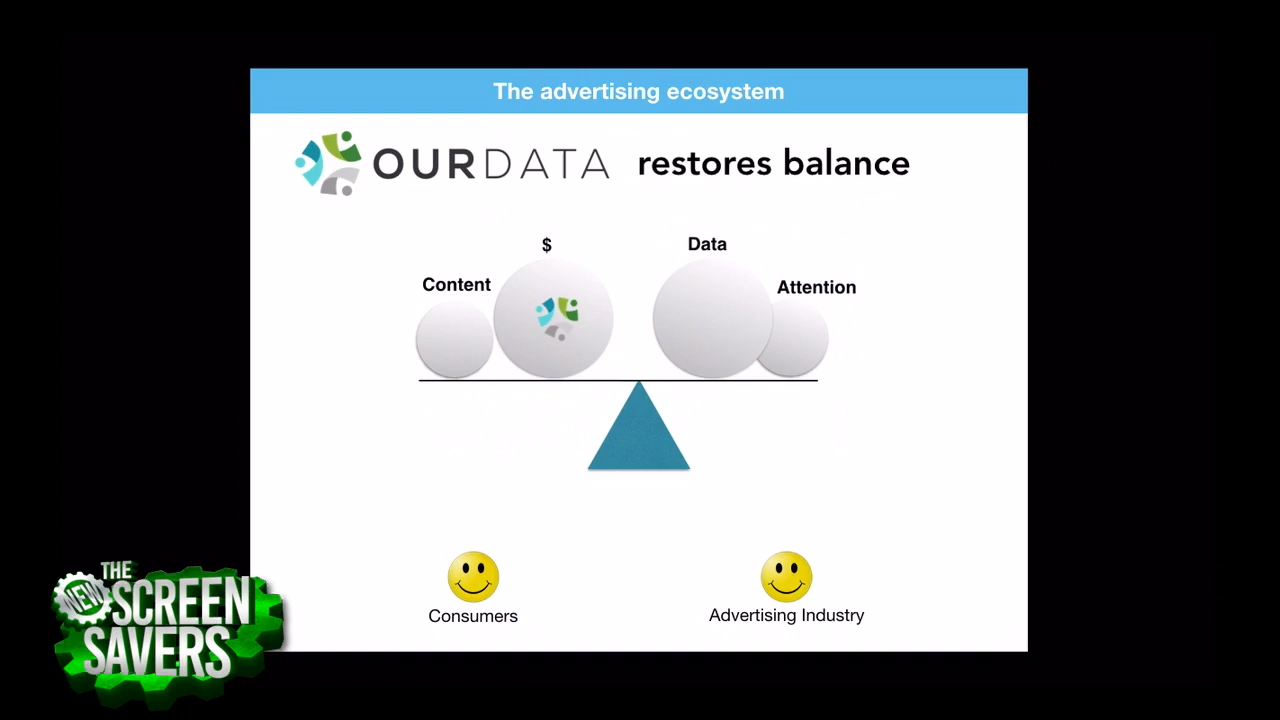 The advertising ecosystem
OURDATA restores balance
$
Data
Content
Attention
Consumers
Advertising Industry
THE
NEW
SCREEN
SAVERS